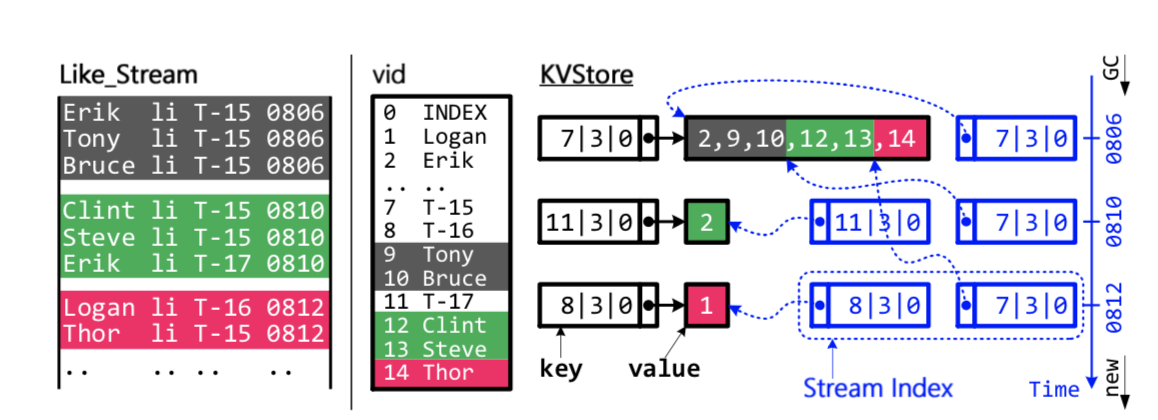 Like_Stream
Erik li T-15 0806
Tony li T-15 0806
Bruce li T-15 0806
Clint li T-15 0810
Steve li T-15 0810
Erik li T-17 0810
Logan li T-16 0812
Thor li T-15 0812
.. .. .. ..
vid
0 INDEX
1 Logan
2 Erik
.. ..
7 T-15
8 T-16
9 Tony
10 Bruce
11 T-17
12 Clint
13 Steve
14 Thor
KVStore
7|3|0 2,9,10,12,13,14 7|3|0
11|3|0 2 11|3|0 7|3|0
8|3|0 1 8|3|0 7|3|0
key value
Stream Index
Time
GC
0806
0810
0812
new